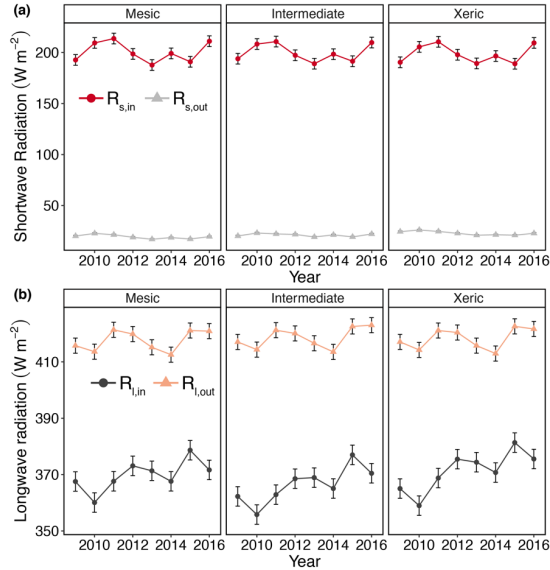 (a)
Mesic Intermediate Xeric
Shortwave Radiation (W m−2)
200
150
100
50
Rs,in Rs,out
2010 2012 2014 2016 2010 2012 2014 2016 2010 2012 2014 2016
Year
(b)
Mesic Intermediate Xeric
Longwave radiation (W m−2)
410
390
370
350
Rl,in Rl,out
2010 2012 2014 2016 2010 2012 2014 2016 2010 2012 2014 2016
Year